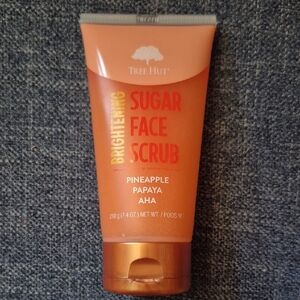 TREE HUT
BRIGHTENING
SUGAR
FACE
SCRUB
PINEAPPLE
PAPAYA
AHA